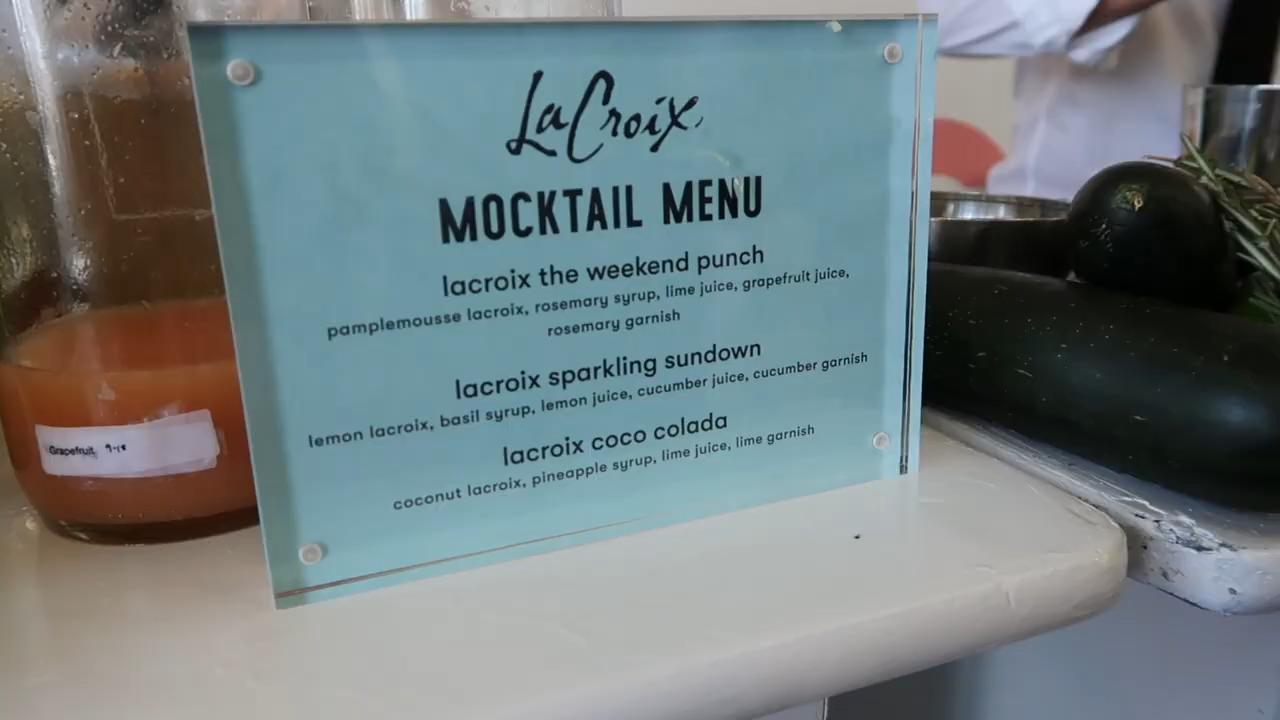 LaCroix
MOCKTAIL MENU
lacroix the weekend punch
pamplemousse lacroix, rosemary syrup, lime juice, grapefruit juice,
rosemary garnish
lacroix sparkling sundown
lemon lacroix, basil syrup, lemon juice, cucumber juice, cucumber garnish
lacroix coco colada
coconut lacroix, pineapple syrup, lime juice, lime garnish
Grapefruit